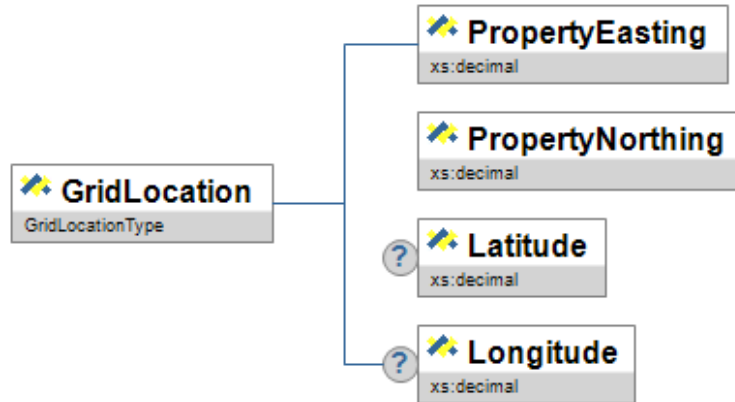 PropertyEasting
xs:decimal
PropertyNorthing
xs:decimal
GridLocation
GridLocationType
?
Latitude
xs:decimal
?
Longitude
xs:decimal